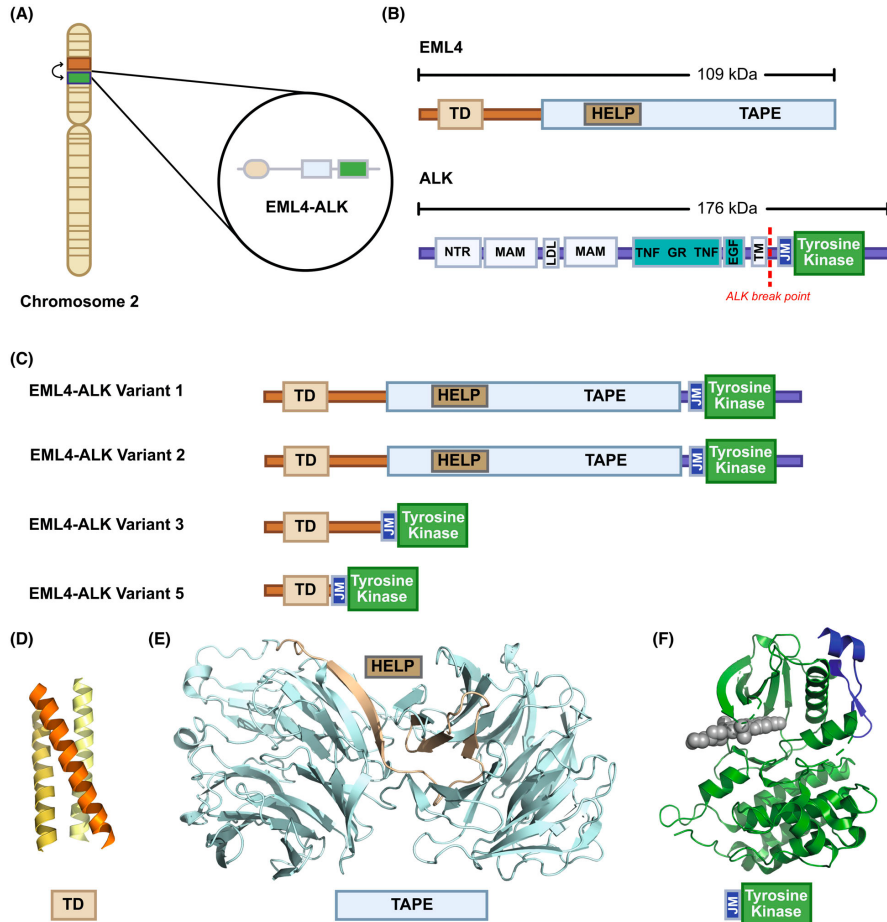 (A)
EML4-ALK
Chromosome 2
(B)
EML4
109 kDa
TD
HELP
TAPE
ALK
176 kDa
NTR
MAM
LDL
MAM
TNF GR TNF
EGF
TM
JM
Tyrosine
Kinase
ALK break point
(C)
EML4-ALK Variant 1
TD
HELP
TAPE
JM
Tyrosine
Kinase
EML4-ALK Variant 2
TD
HELP
TAPE
JM
Tyrosine
Kinase
EML4-ALK Variant 3
TD
JM
Tyrosine
Kinase
EML4-ALK Variant 5
TD
JM
Tyrosine
Kinase
(D)
TD
(E)
HELP
TAPE
(F)
JM
Tyrosine
Kinase